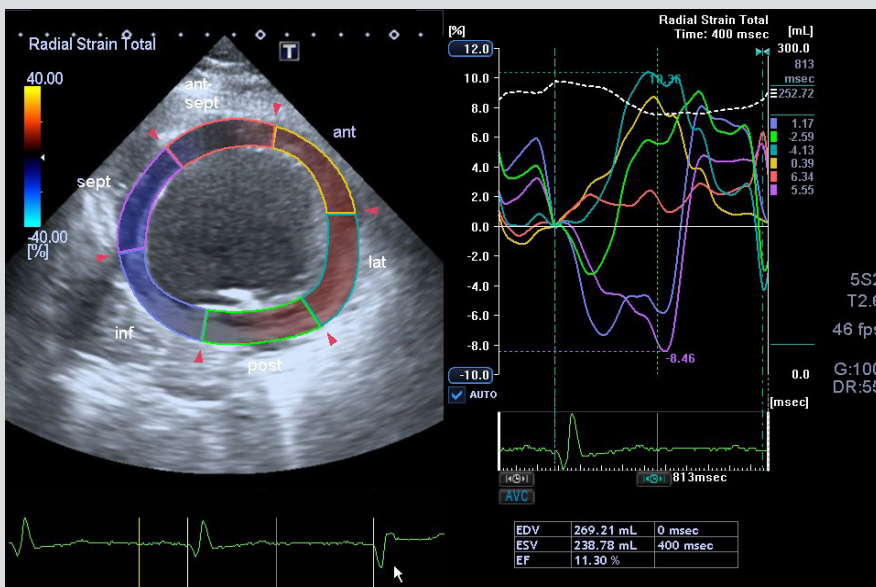 Radial Strain Total
T
40.00
-40.00
[%]
ant-
sept
ant
sept
lat
inf
post
[%]
Radial Strain Total
Time: 400 msec
[mL]
12.0
10.0
8.0
6.0
4.0
2.0
0.0
-2.0
-4.0
-6.0
-8.0
-10.0
AUTO
10.36
-8.46
300.0
813
msec
252.72
1.17
-2.59
-4.13
0.39
6.34
5.55
0.0
[msec]
813msec
AVC
5S2
T2.6
46 fps
G:100
DR:55
EDV 269.21 mL 0 msec
ESV 238.78 mL 400 msec
EF 11.30 %